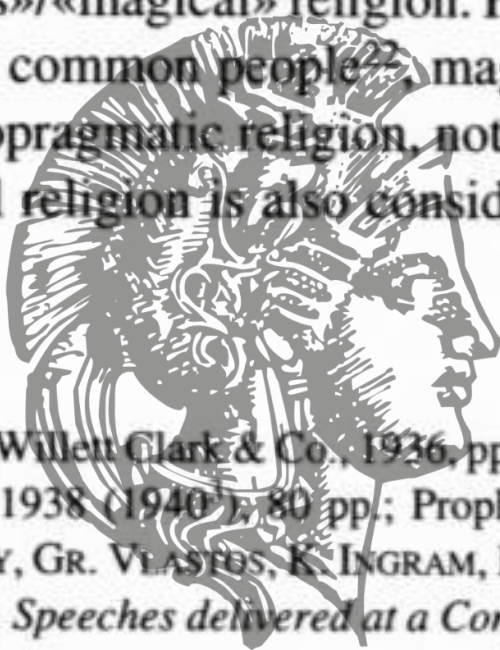 »/«magical» religion.
common people²², mag
opragmatic religion, not
religion is also consid
Willett Clark & Co., 1936, pp
1938 (1940²), 80 pp.; Prop
, GR. VLASTOS, K. INGRAM,
Speeches delivered at a Con